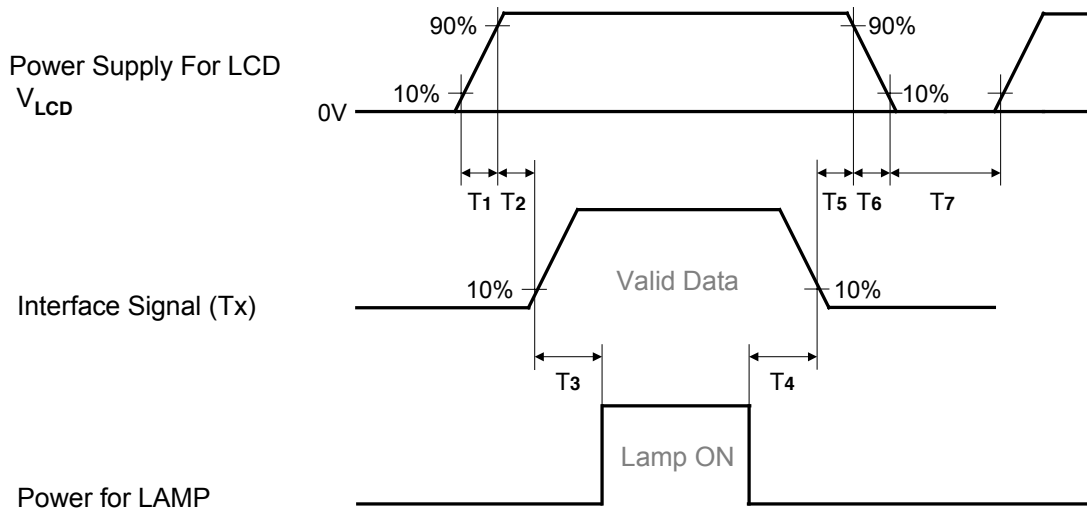 90%
90%
Power Supply For LCD
VLCD
10%
10%
0V
T1 T2
T5 T6 T7
Valid Data
10%
10%
Interface Signal (Tx)
T3
T4
Lamp ON
Power for LAMP